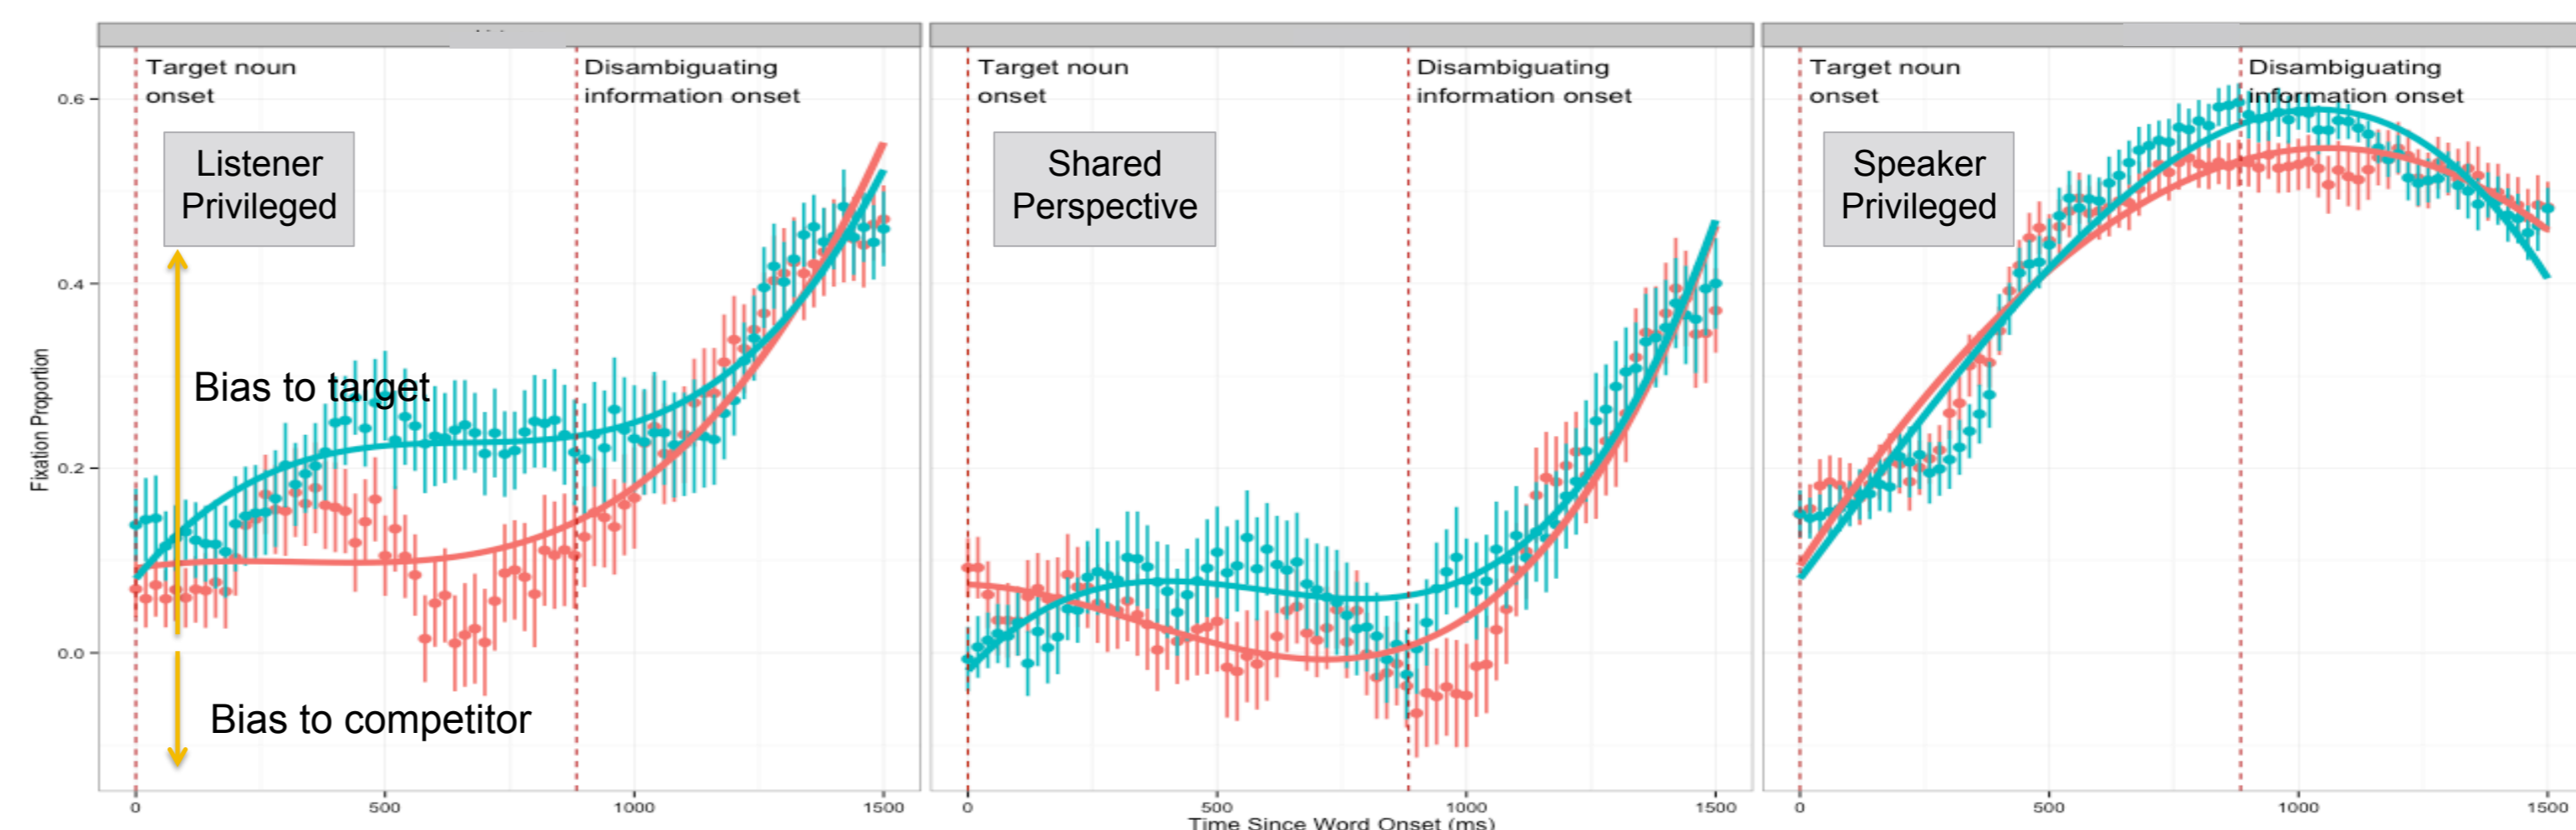 Target noun
onset
Disambiguating
information onset
Target noun
onset
Disambiguating
information onset
Target noun
onset
Disambiguating
information onset
Listener
Privileged
Shared
Perspective
Speaker
Privileged
Bias to target
Bias to competitor
Fixation Proportion
0.6
0.4
0.2
0.0
0
500
1000
1500
0
500
1000
1500
0
500
1000
1500
Time Since Word Onset (ms)